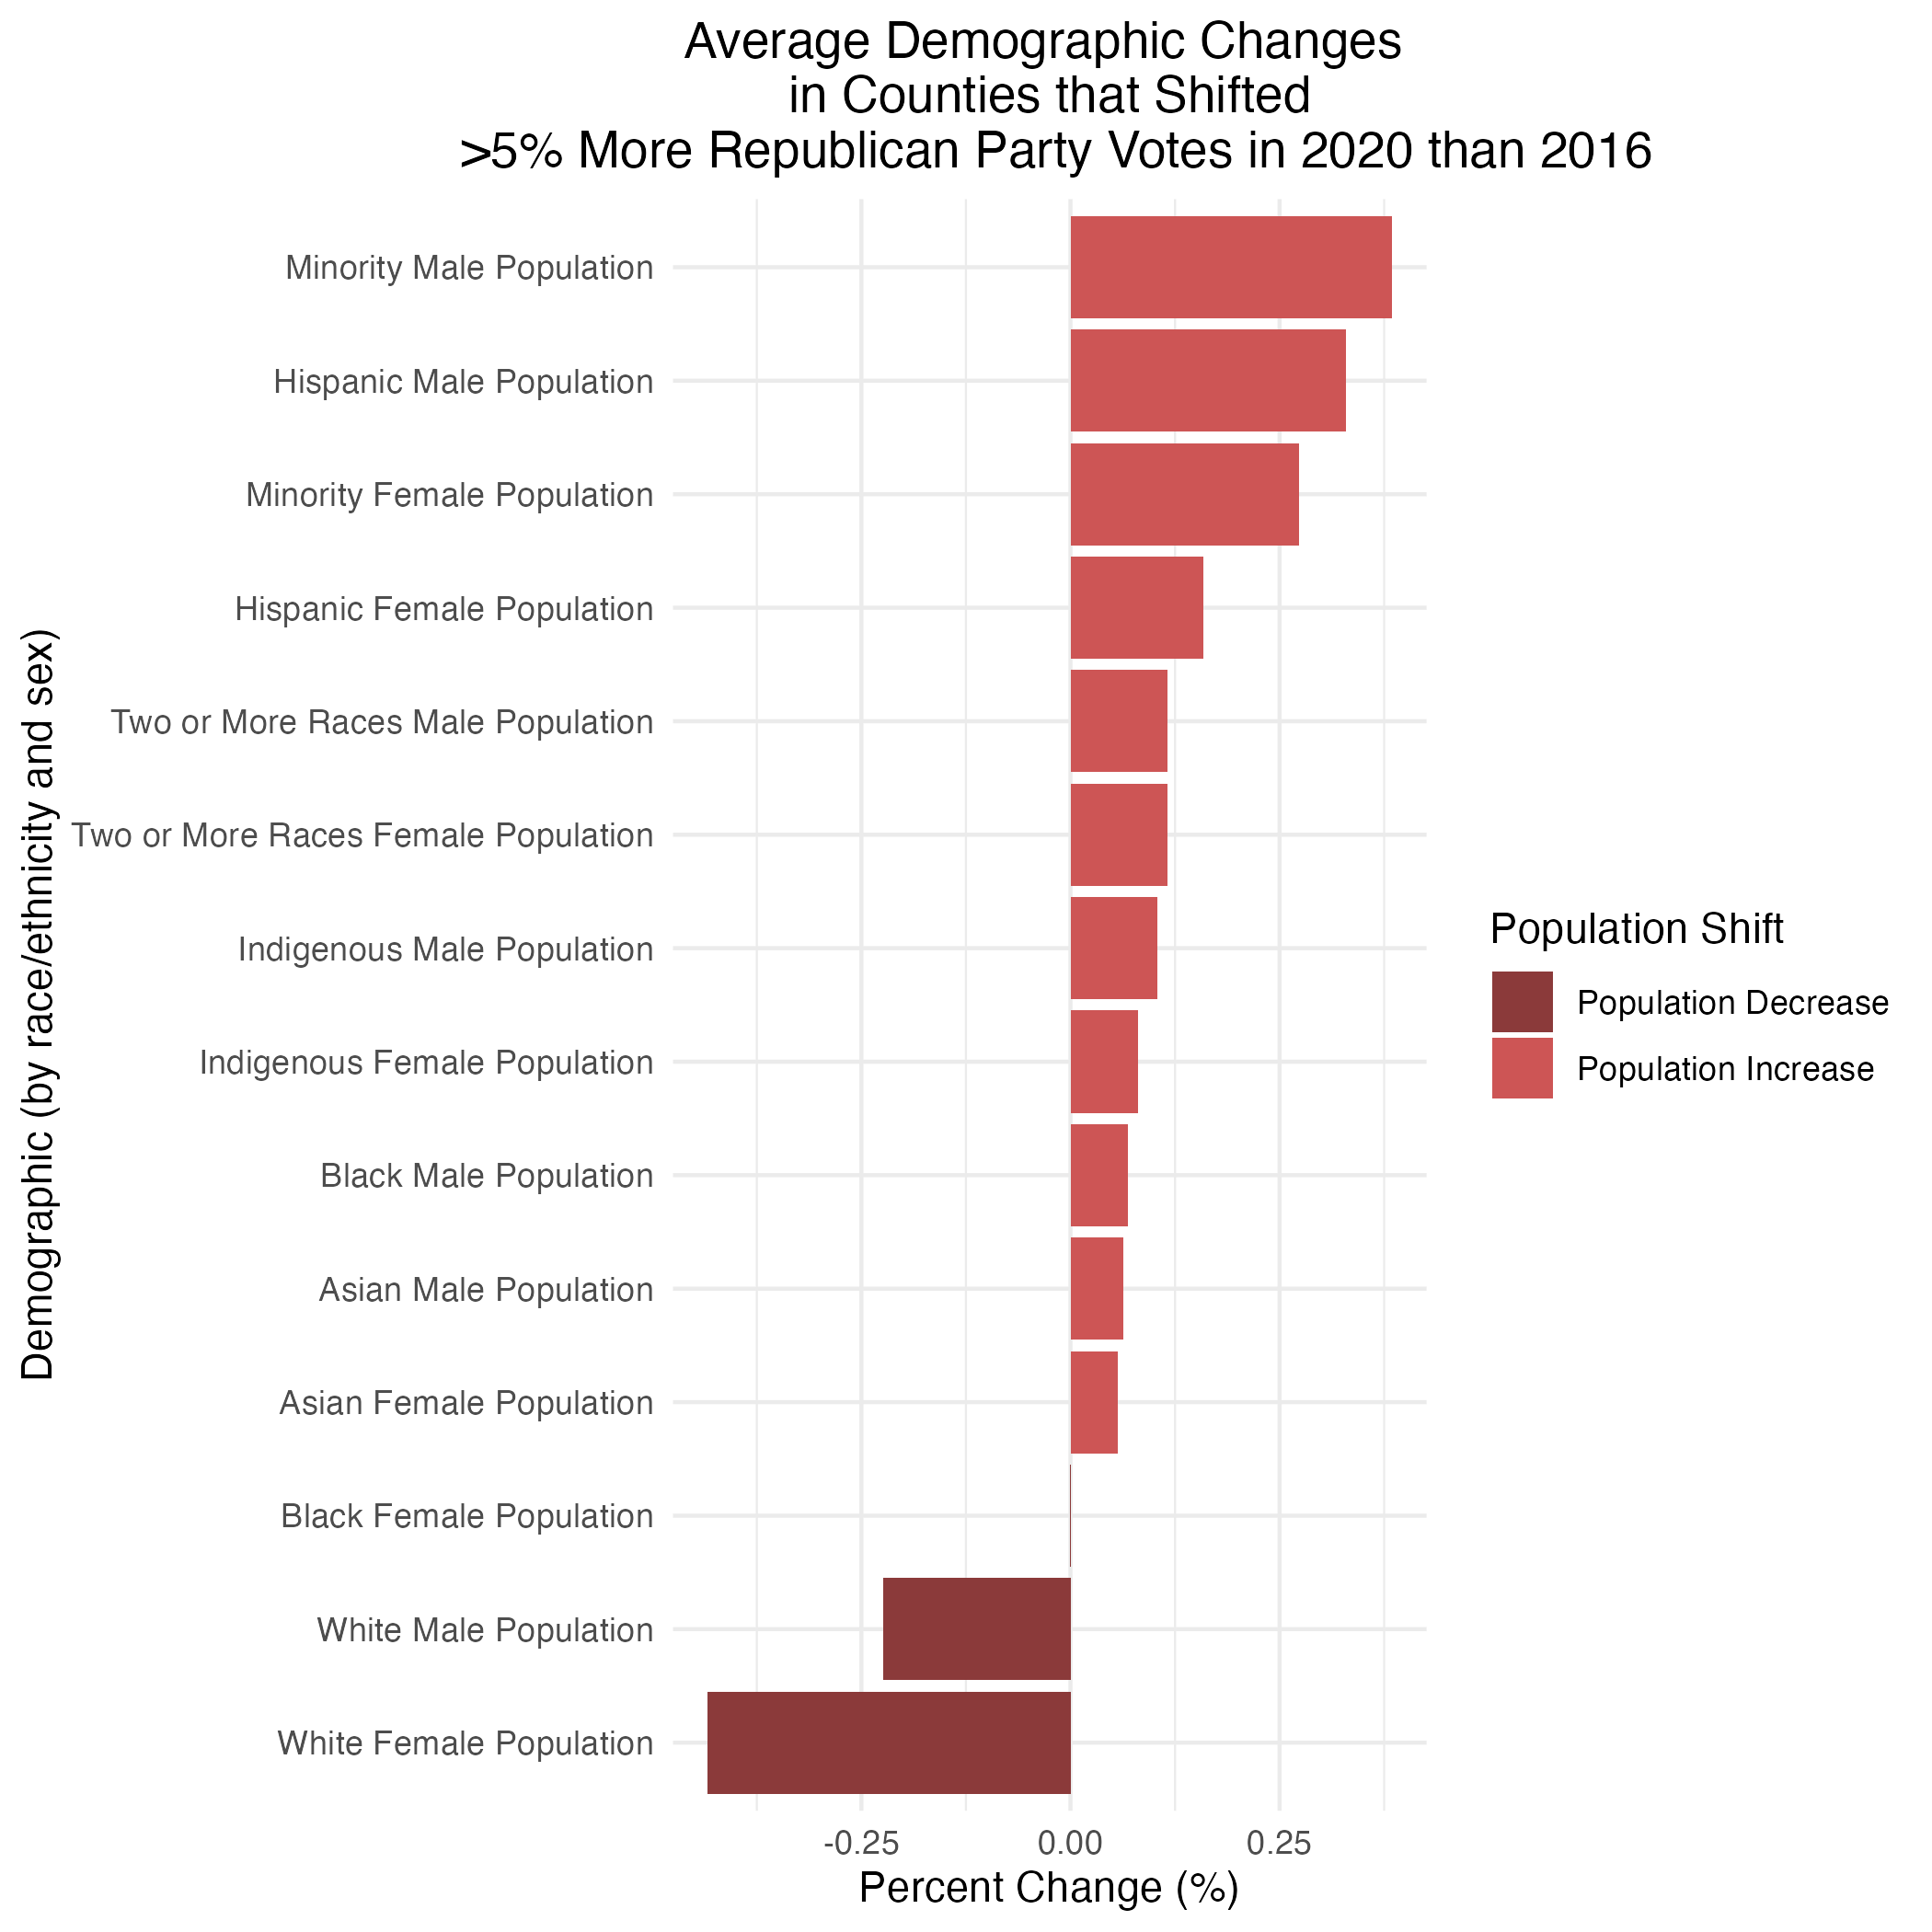 Average Demographic Changes
in Counties that Shifted
>5% More Republican Party Votes in 2020 than 2016
Demographic (by race/ethnicity and sex)
Minority Male Population
Hispanic Male Population
Minority Female Population
Hispanic Female Population
Two or More Races Male Population
Two or More Races Female Population
Indigenous Male Population
Indigenous Female Population
Black Male Population
Asian Male Population
Asian Female Population
Black Female Population
White Male Population
White Female Population
-0.25 0.00 0.25
Percent Change (%)
Population Shift
Population Decrease
Population Increase